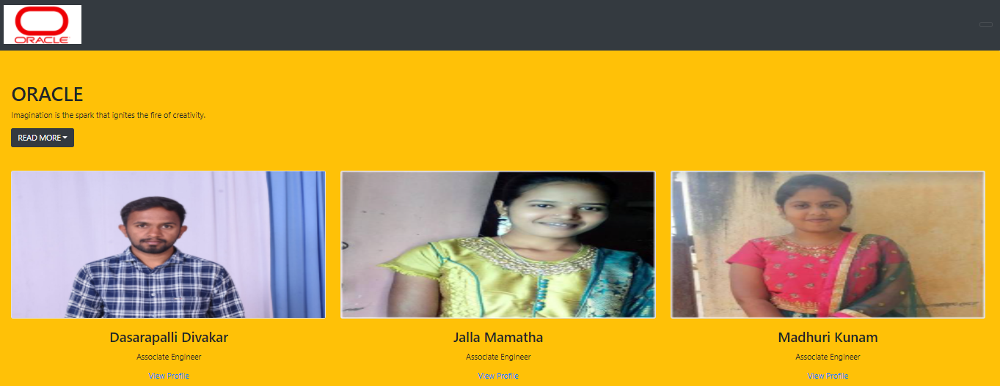 ORACLE
ORACLE
Imagination is the spark that ignites the fire of creativity.
READ MORE
Dasarapalli Divakar
Jalla Mamatha
Madhuri Kunam
Associate Engineer
Associate Engineer
Associate Engineer
View Profile
View Profile
View Profile